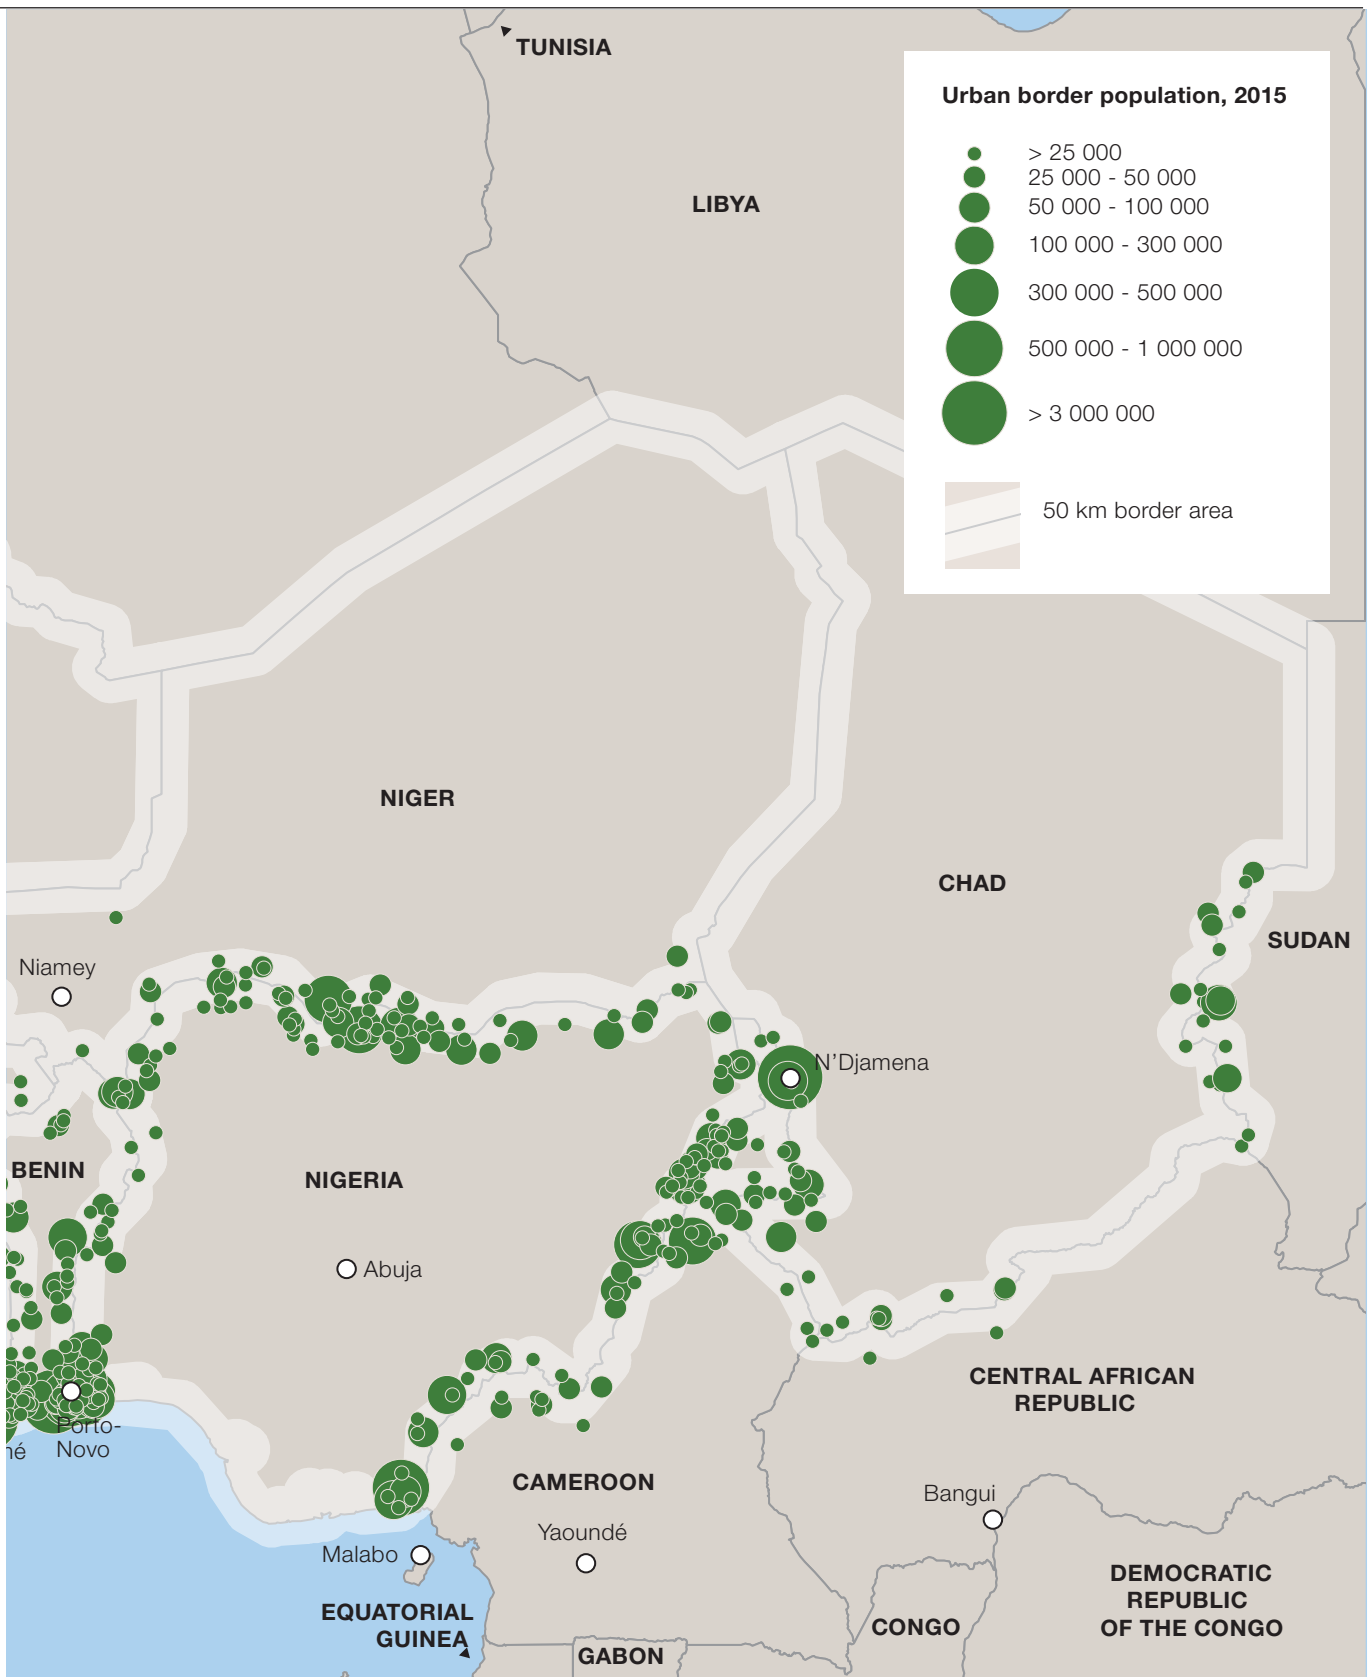 TUNISIA
Urban border population, 2015
> 25 000
25 000 - 50 000
50 000 - 100 000
LIBYA
100 000 - 300 000
300 000 - 500 000
500 000 - 1 000 000
> 3 000 000
50 km border area
NIGER
CHAD
SUDAN
Niamey
N’Djamena
BENIN
NIGERIA
Abuja
CENTRAL AFRICAN
REPUBLIC
Porto-
Novo
né
CAMEROON
Bangui
Yaoundé
Malabo
DEMOCRATIC
REPUBLIC
OF THE CONGO
EQUATORIAL
GUINEA
CONGO
GABON